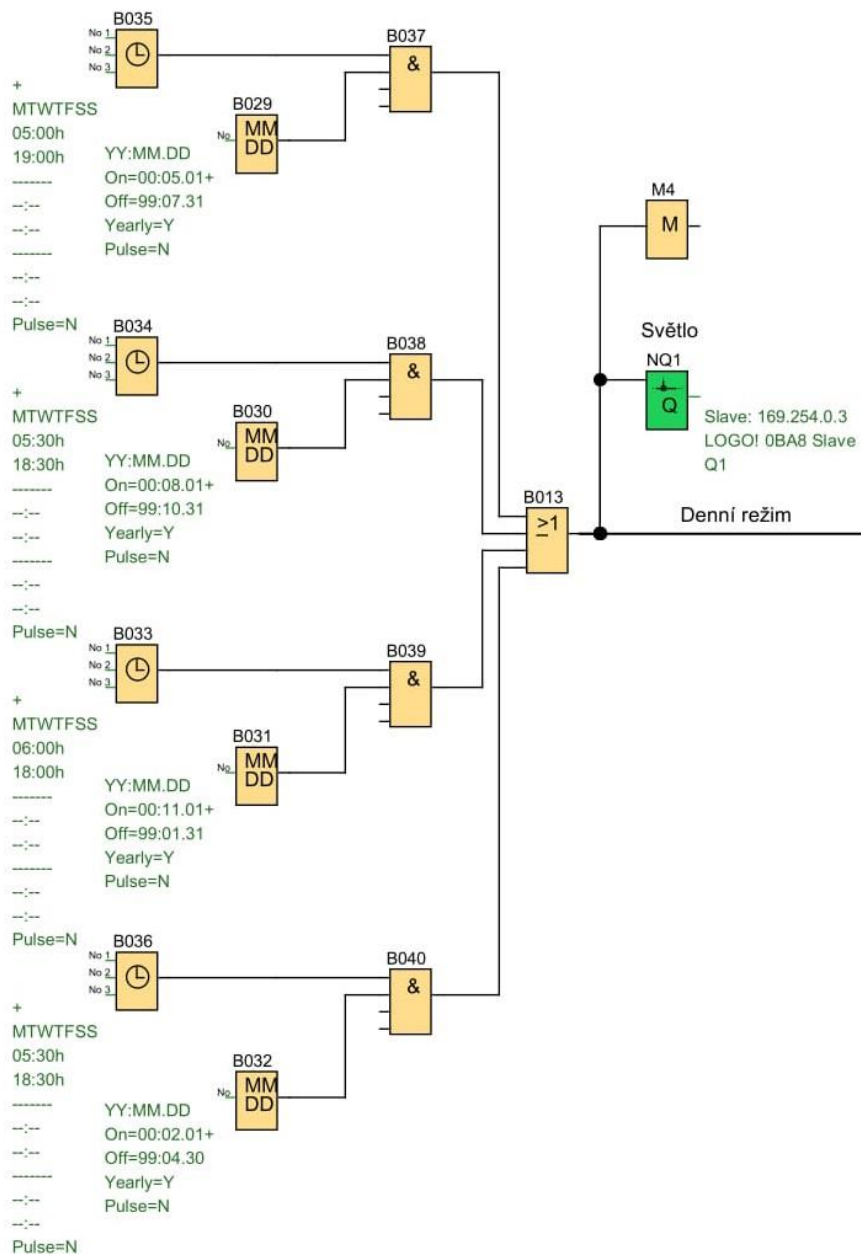 B035
No 1
No 2
No 3
+
MTWTFSS
05:00h
19:00h
-------
--:--
--:--
-------
--:--
--:--
Pulse=N
B029
No
MM
DD
YY:MM.DD
On=00:05.01+
Off=99:07.31
Yearly=Y
Pulse=N
B037
&
B034
No 1
No 2
No 3
+
MTWTFSS
05:30h
18:30h
-------
--:--
--:--
-------
--:--
--:--
Pulse=N
B030
No
MM
DD
YY:MM.DD
On=00:08.01+
Off=99:10.31
Yearly=Y
Pulse=N
B038
&
B033
No 1
No 2
No 3
+
MTWTFSS
06:00h
18:00h
-------
--:--
--:--
-------
--:--
--:--
Pulse=N
B031
No
MM
DD
YY:MM.DD
On=00:11.01+
Off=99:01.31
Yearly=Y
Pulse=N
B039
&
B036
No 1
No 2
No 3
+
MTWTFSS
05:30h
18:30h
-------
--:--
--:--
-------
--:--
--:--
Pulse=N
B032
No
MM
DD
YY:MM.DD
On=00:02.01+
Off=99:04.30
Yearly=Y
Pulse=N
B040
&
B013
≥1
M4
M
Světlo
NQ1
Q
Slave: 169.254.0.3
LOGO! 0BA8 Slave
Q1
Denní režim